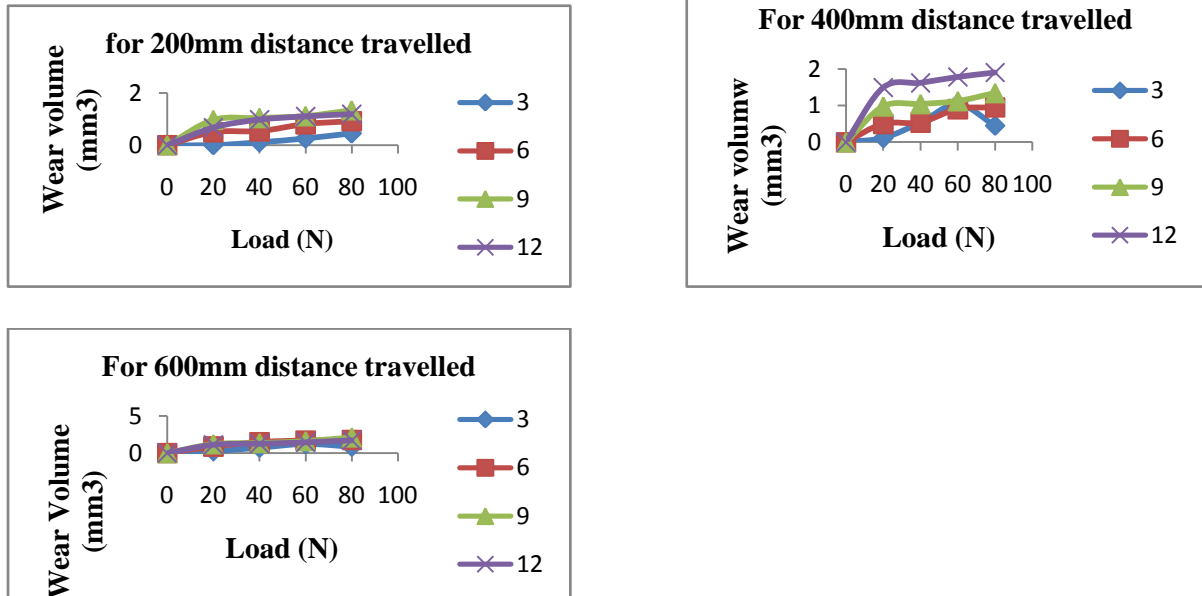 for 200mm distance travelled
Wear volume
(mm3)
2
0
0 20 40 60 80 100
Load (N)
3
6
9
12
For 400mm distance travelled
Wear volumw
(mm3)
2
1
0
0 20 40 60 80 100
Load (N)
3
6
9
12
For 600mm distance travelled
Wear Volume
(mm3)
5
0
0 20 40 60 80 100
Load (N)
3
6
9
12